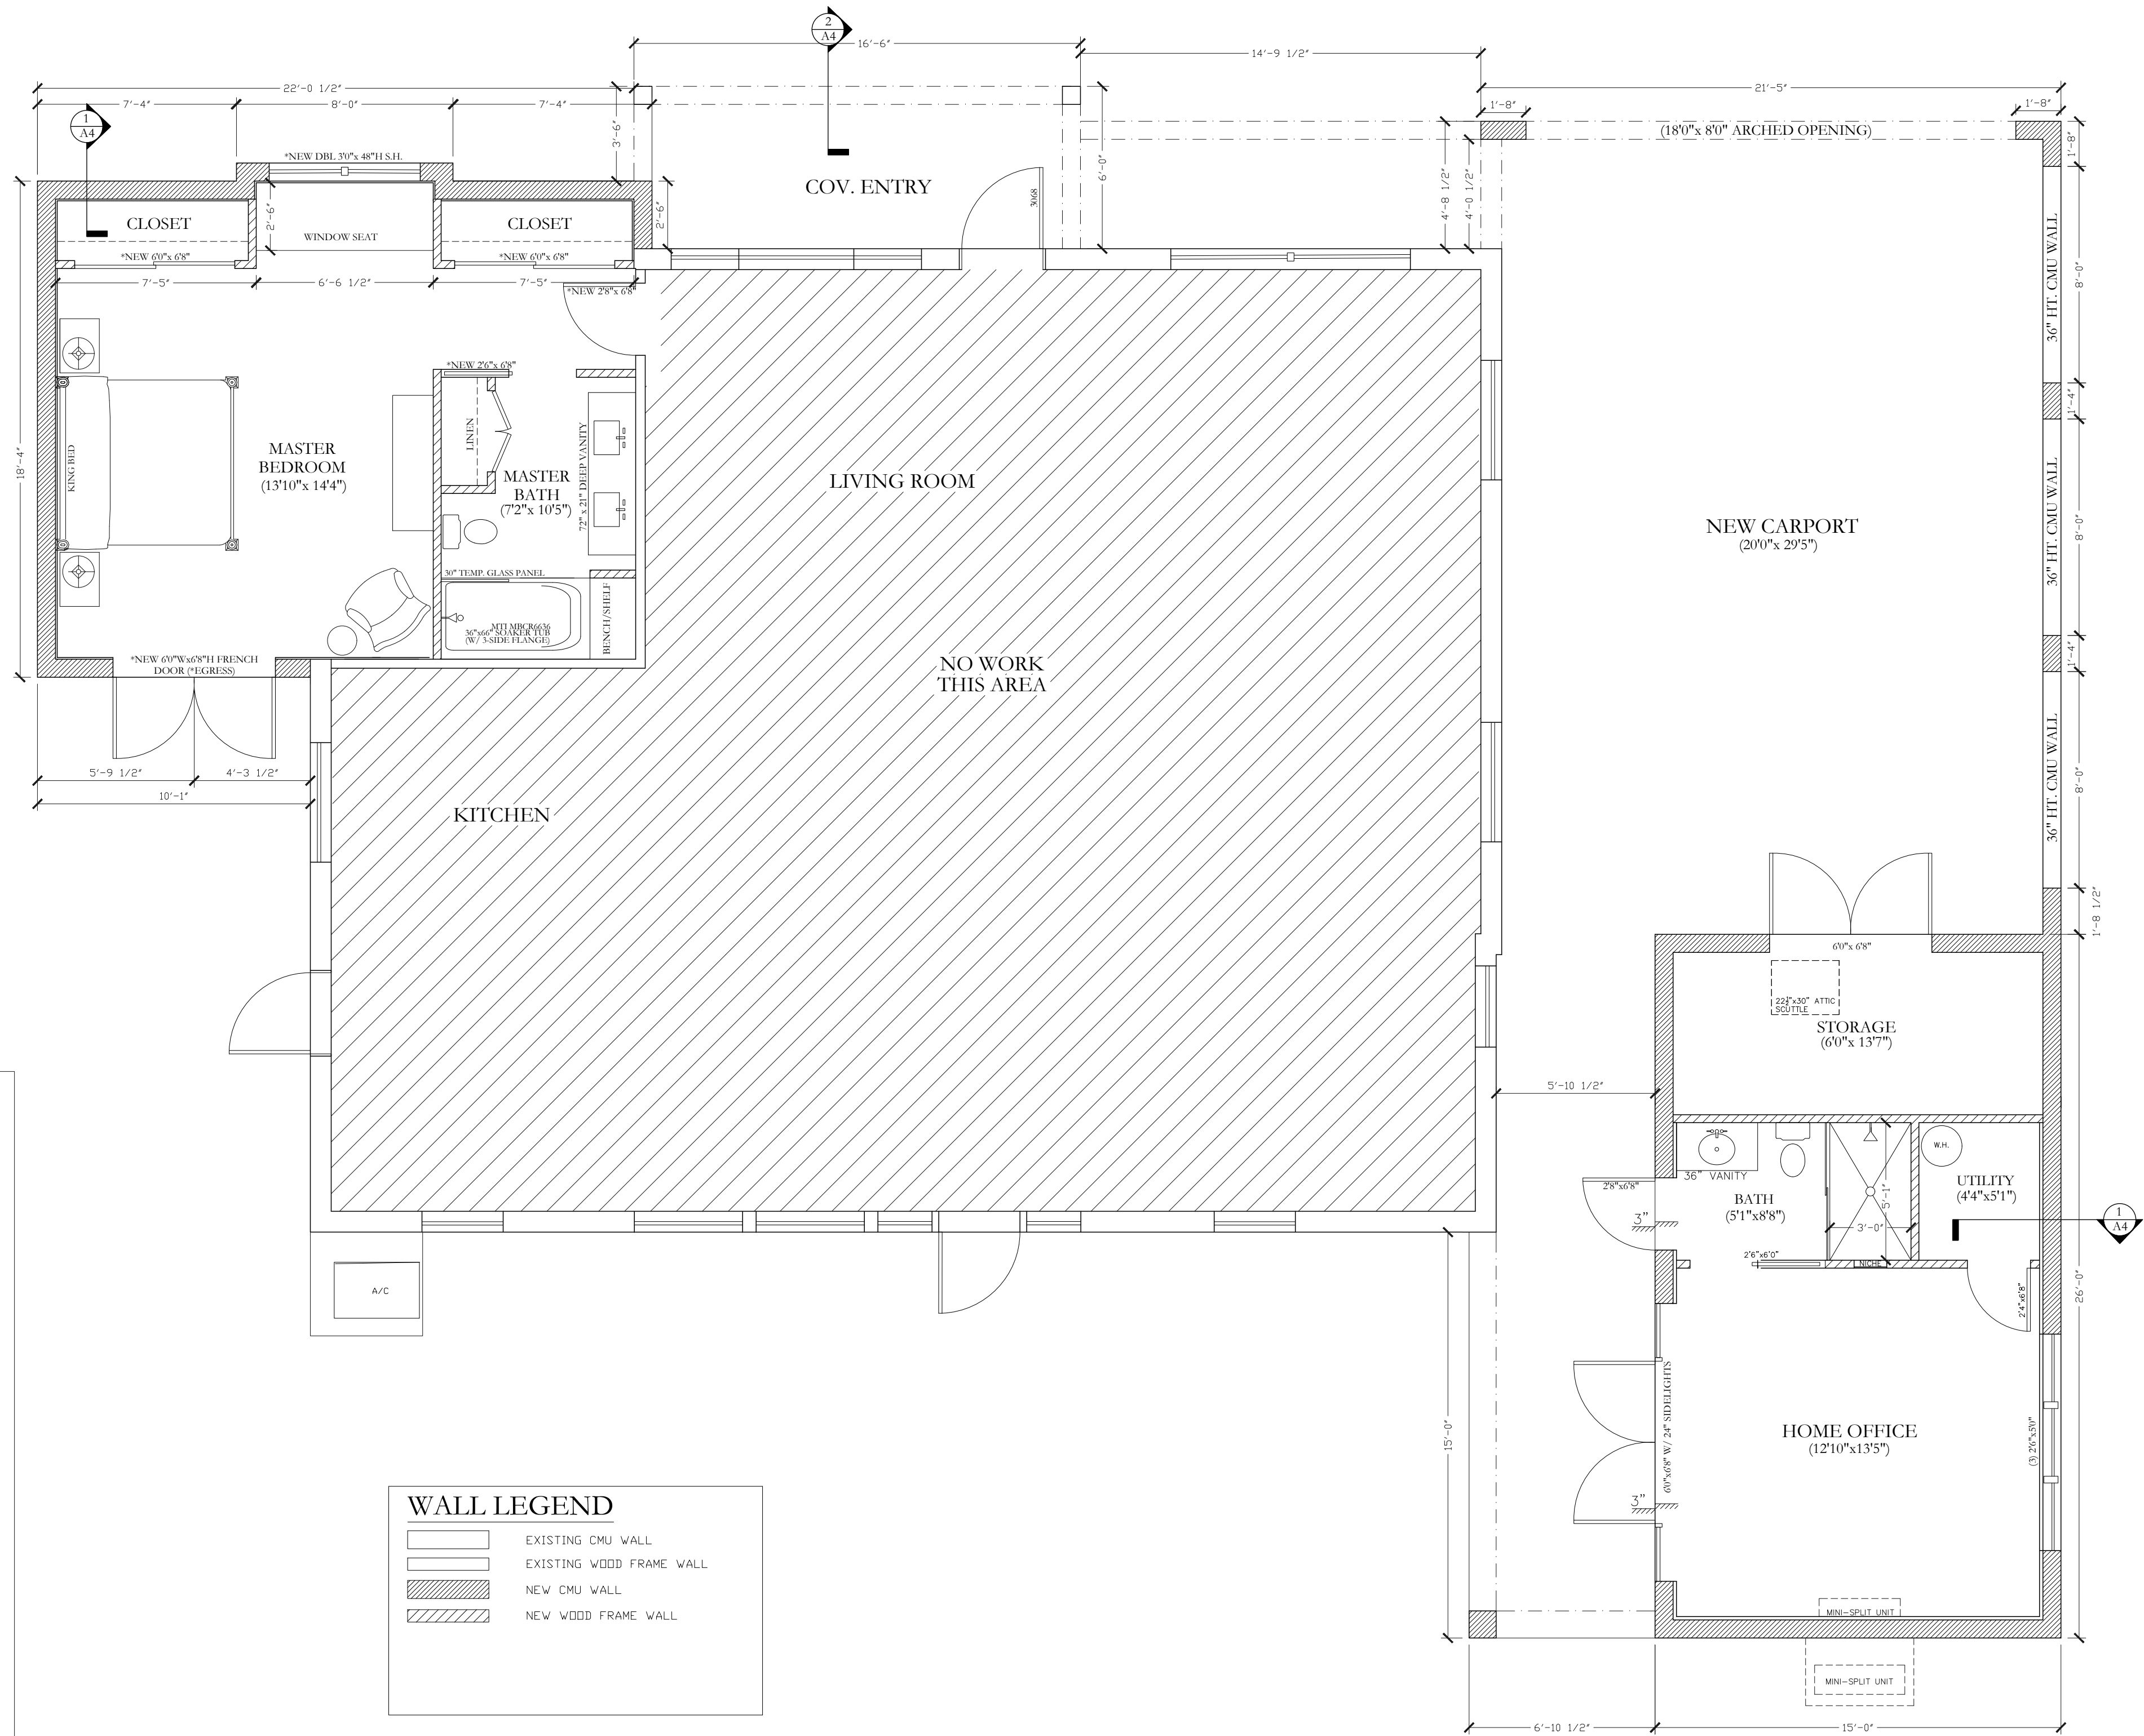 2
A4
16'-6"
14'-9 1/2"
22'-0 1/2"
21'-5"
7'-4"
8'-0"
7'-4"
1'-8"
1'-8"
1
A4
3'-6"
(18'0"x 8'0" ARCHED OPENING)
*NEW DBL 3'0"x 48"H S.H.
1'-8"
COV. ENTRY
6'-0"
4'-8 1/2"
4'-0 1/2"
3068
CLOSET
2'-6"
CLOSET
2'-6"
WINDOW SEAT
*NEW 6'0"x 6'8"
*NEW 6'0"x 6'8"
7'-5"
6'-6 1/2"
7'-5"
*NEW 2'8"x 6'8"
36" HT. CMU WALL
8'-0"
*NEW 2'6"x 6'8"
1'-4"
LINEN
72" x 21" DEEP VANITY
KING BED
18'-4"
MASTER
BEDROOM
(13'10"x 14'4")
MASTER
BATH
(7'2"x 10'5")
LIVING ROOM
36" HT. CMU WALL
8'-0"
NEW CARPORT
(20'0"x 29'5")
30" TEMP. GLASS PANEL
MTI MBCR6636
36"x66" SOAKER TUB
(W/ 3-SIDE FLANGE)
BENCH/SHELF
1'-4"
*NEW 6'0"Wx6'8"H FRENCH
DOOR (*EGRESS)
NO WORK
THIS AREA
36" HT. CMU WALL
8'-0"
5'-9 1/2"
4'-3 1/2"
10'-1"
KITCHEN
1'-8 1/2"
6'0"x 6'8"
22½"x30" ATTIC
SCUTTLE
STORAGE
(6'0"x 13'7")
5'-10 1/2"
W.H.
36" VANITY
2'8"x6'8"
BATH
(5'1"x8'8")
5'-1"
UTILITY
(4'4"x5'1")
3"
3'-0"
1
A4
2'6"x6'0"
NICHE
2'4"x6'8"
26'-0"
A/C
6'0"x6'8" W/ 24" SIDELIGHTS
HOME OFFICE
(12'10"x13'5")
(3) 2'6"x5'0"
15'-0"
3"
WALL LEGEND
EXISTING CMU WALL
EXISTING WOOD FRAME WALL
NEW CMU WALL
NEW WOOD FRAME WALL
MINI-SPLIT UNIT
MINI-SPLIT UNIT
6'-10 1/2"
15'-0"